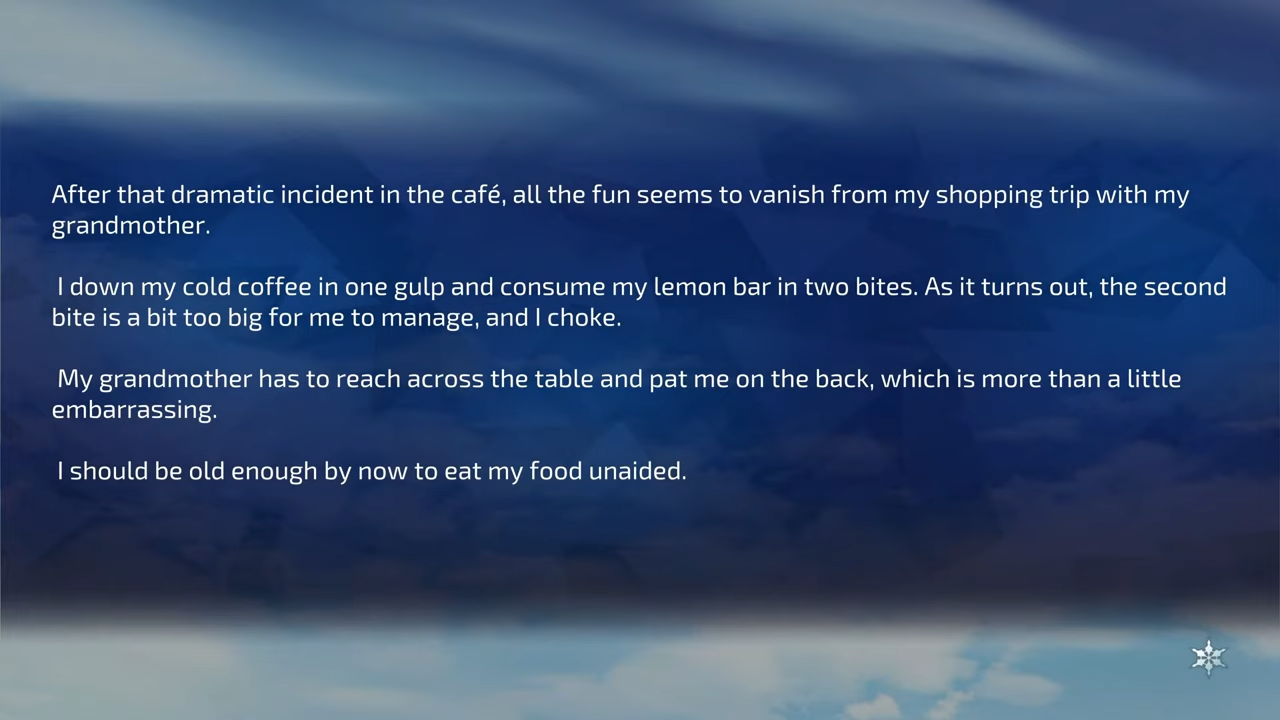 After that dramatic incident in the café, all the fun seems to vanish from my shopping trip with my
grandmother.
I down my cold coffee in one gulp and consume my lemon bar in two bites. As it turns out, the second
bite is a bit too big for me to manage, and I choke.
My grandmother has to reach across the table and pat me on the back, which is more than a little
embarrassing.
I should be old enough by now to eat my food unaided.